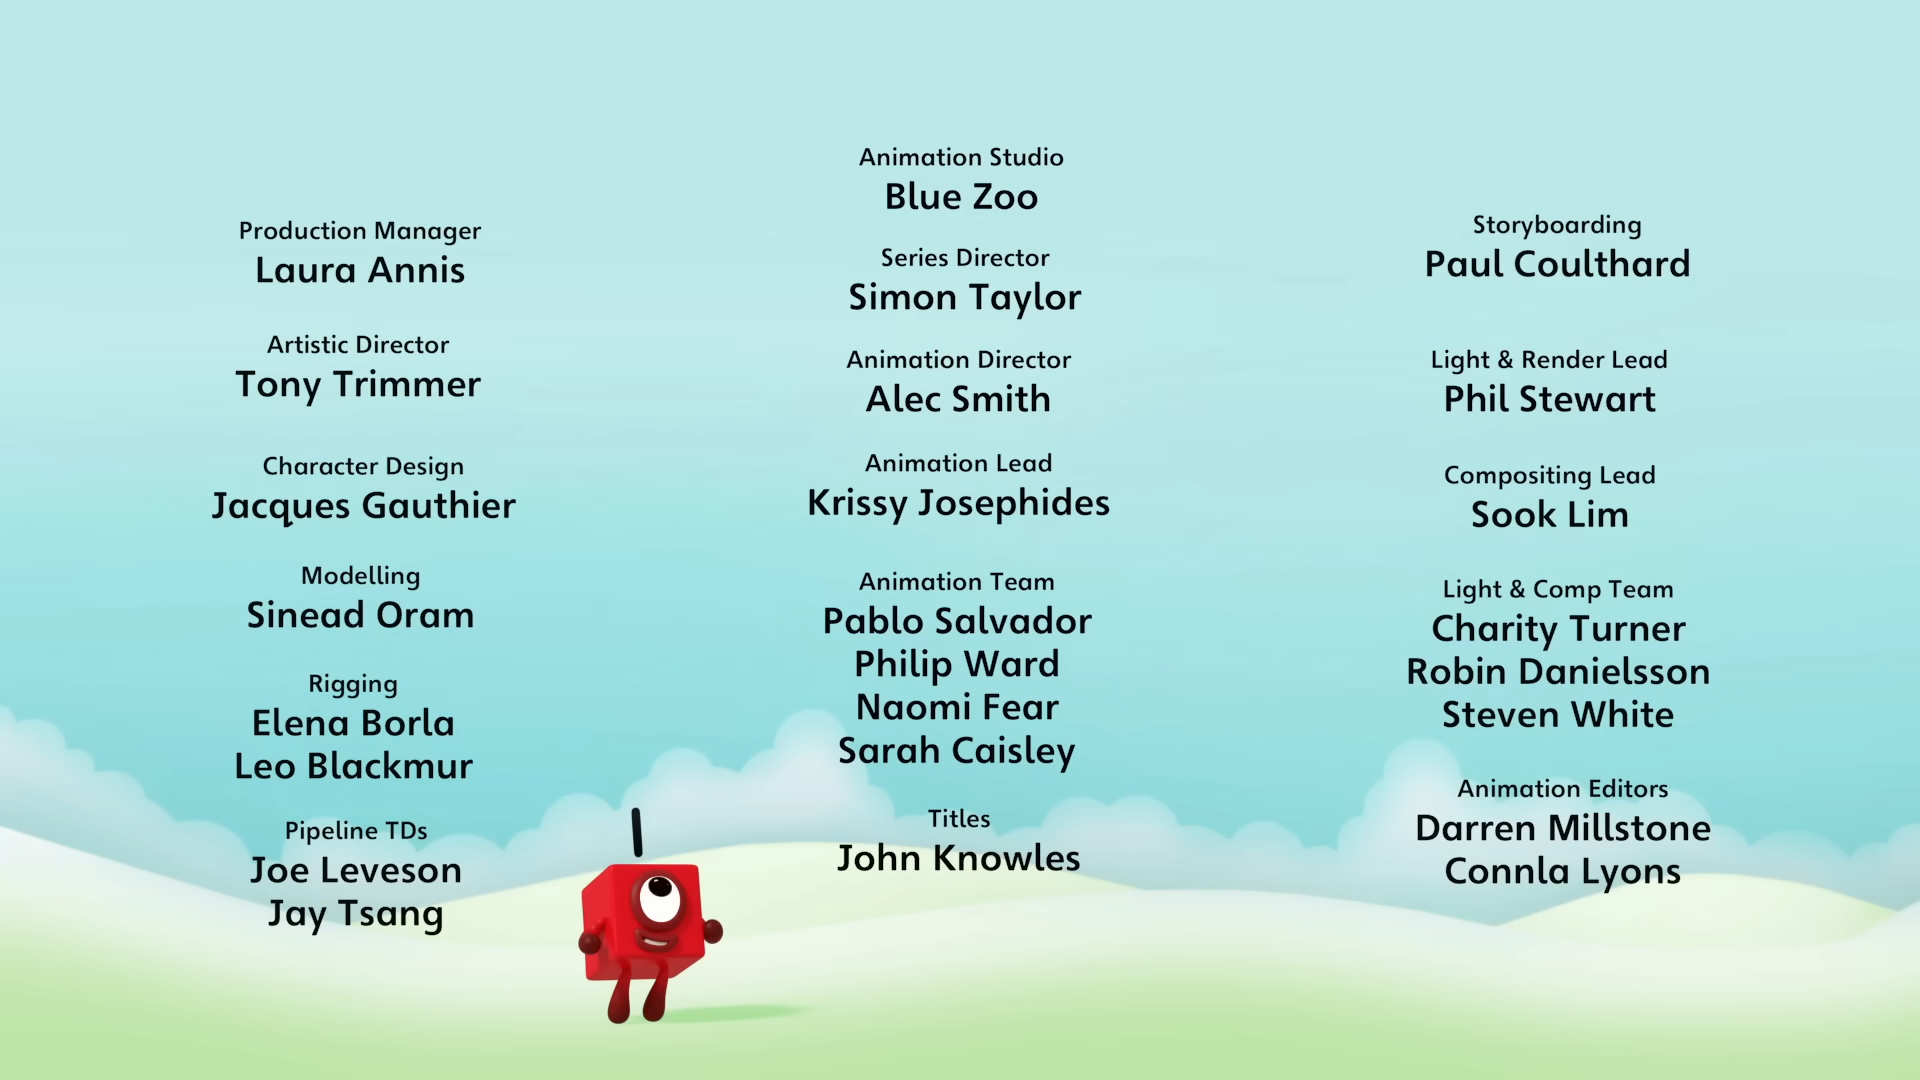 Production Manager
Laura Annis
Artistic Director
Tony Trimmer
Character Design
Jacques Gauthier
Modelling
Sinead Oram
Rigging
Elena Borla
Leo Blackmur
Pipeline TDs
Joe Leveson
Jay Tsang
Animation Studio
Blue Zoo
Series Director
Simon Taylor
Animation Director
Alec Smith
Animation Lead
Krissy Josephides
Animation Team
Pablo Salvador
Philip Ward
Naomi Fear
Sarah Caisley
Titles
John Knowles
Storyboarding
Paul Coulthard
Light & Render Lead
Phil Stewart
Compositing Lead
Sook Lim
Light & Comp Team
Charity Turner
Robin Danielsson
Steven White
Animation Editors
Darren Millstone
Connla Lyons